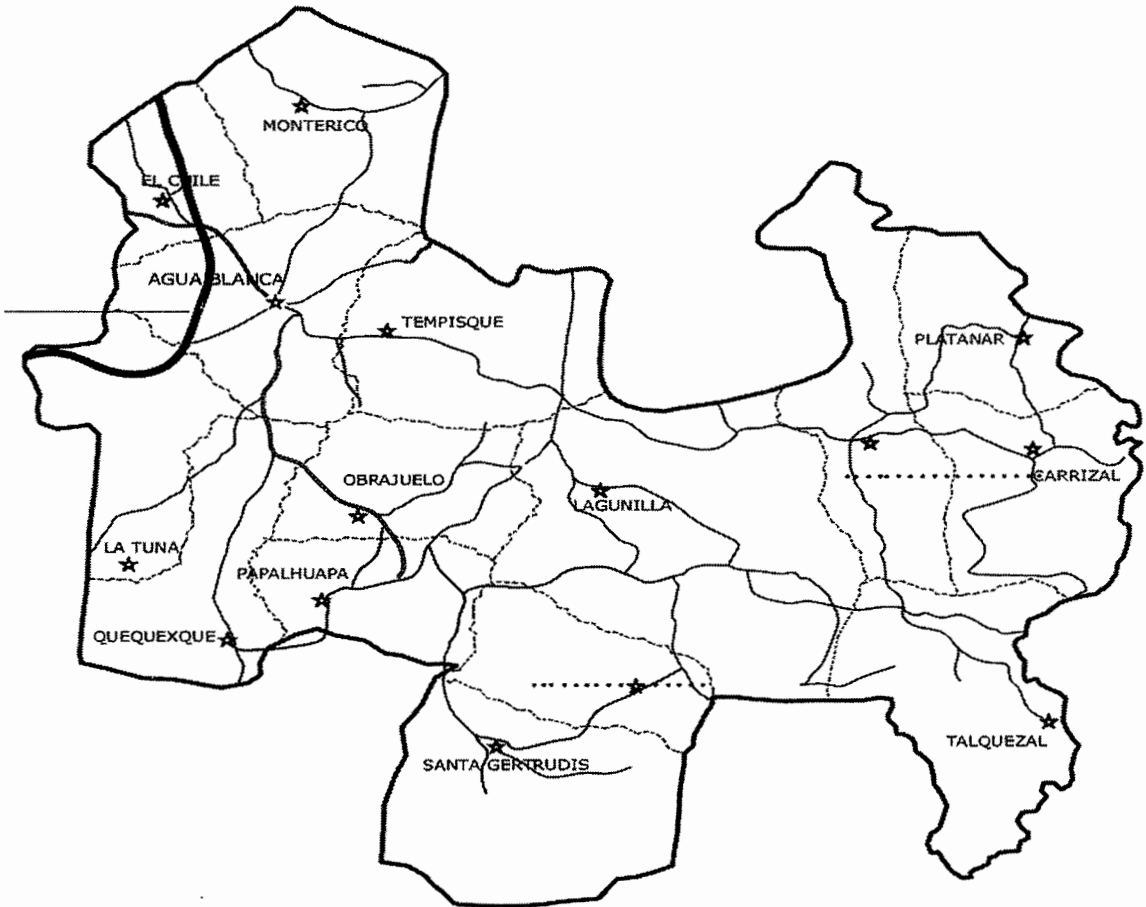 MONTERICO
EL CHILE
AGUA BLANCA
TEMPISQUE
PLATANAR
OBRAJUELO
LAGUNILLA
CARRIZAL
LA TUNA
PAPALHUAPA
QUEQUEXQUE
TALQUEZAL
SANTA GERTRUDIS